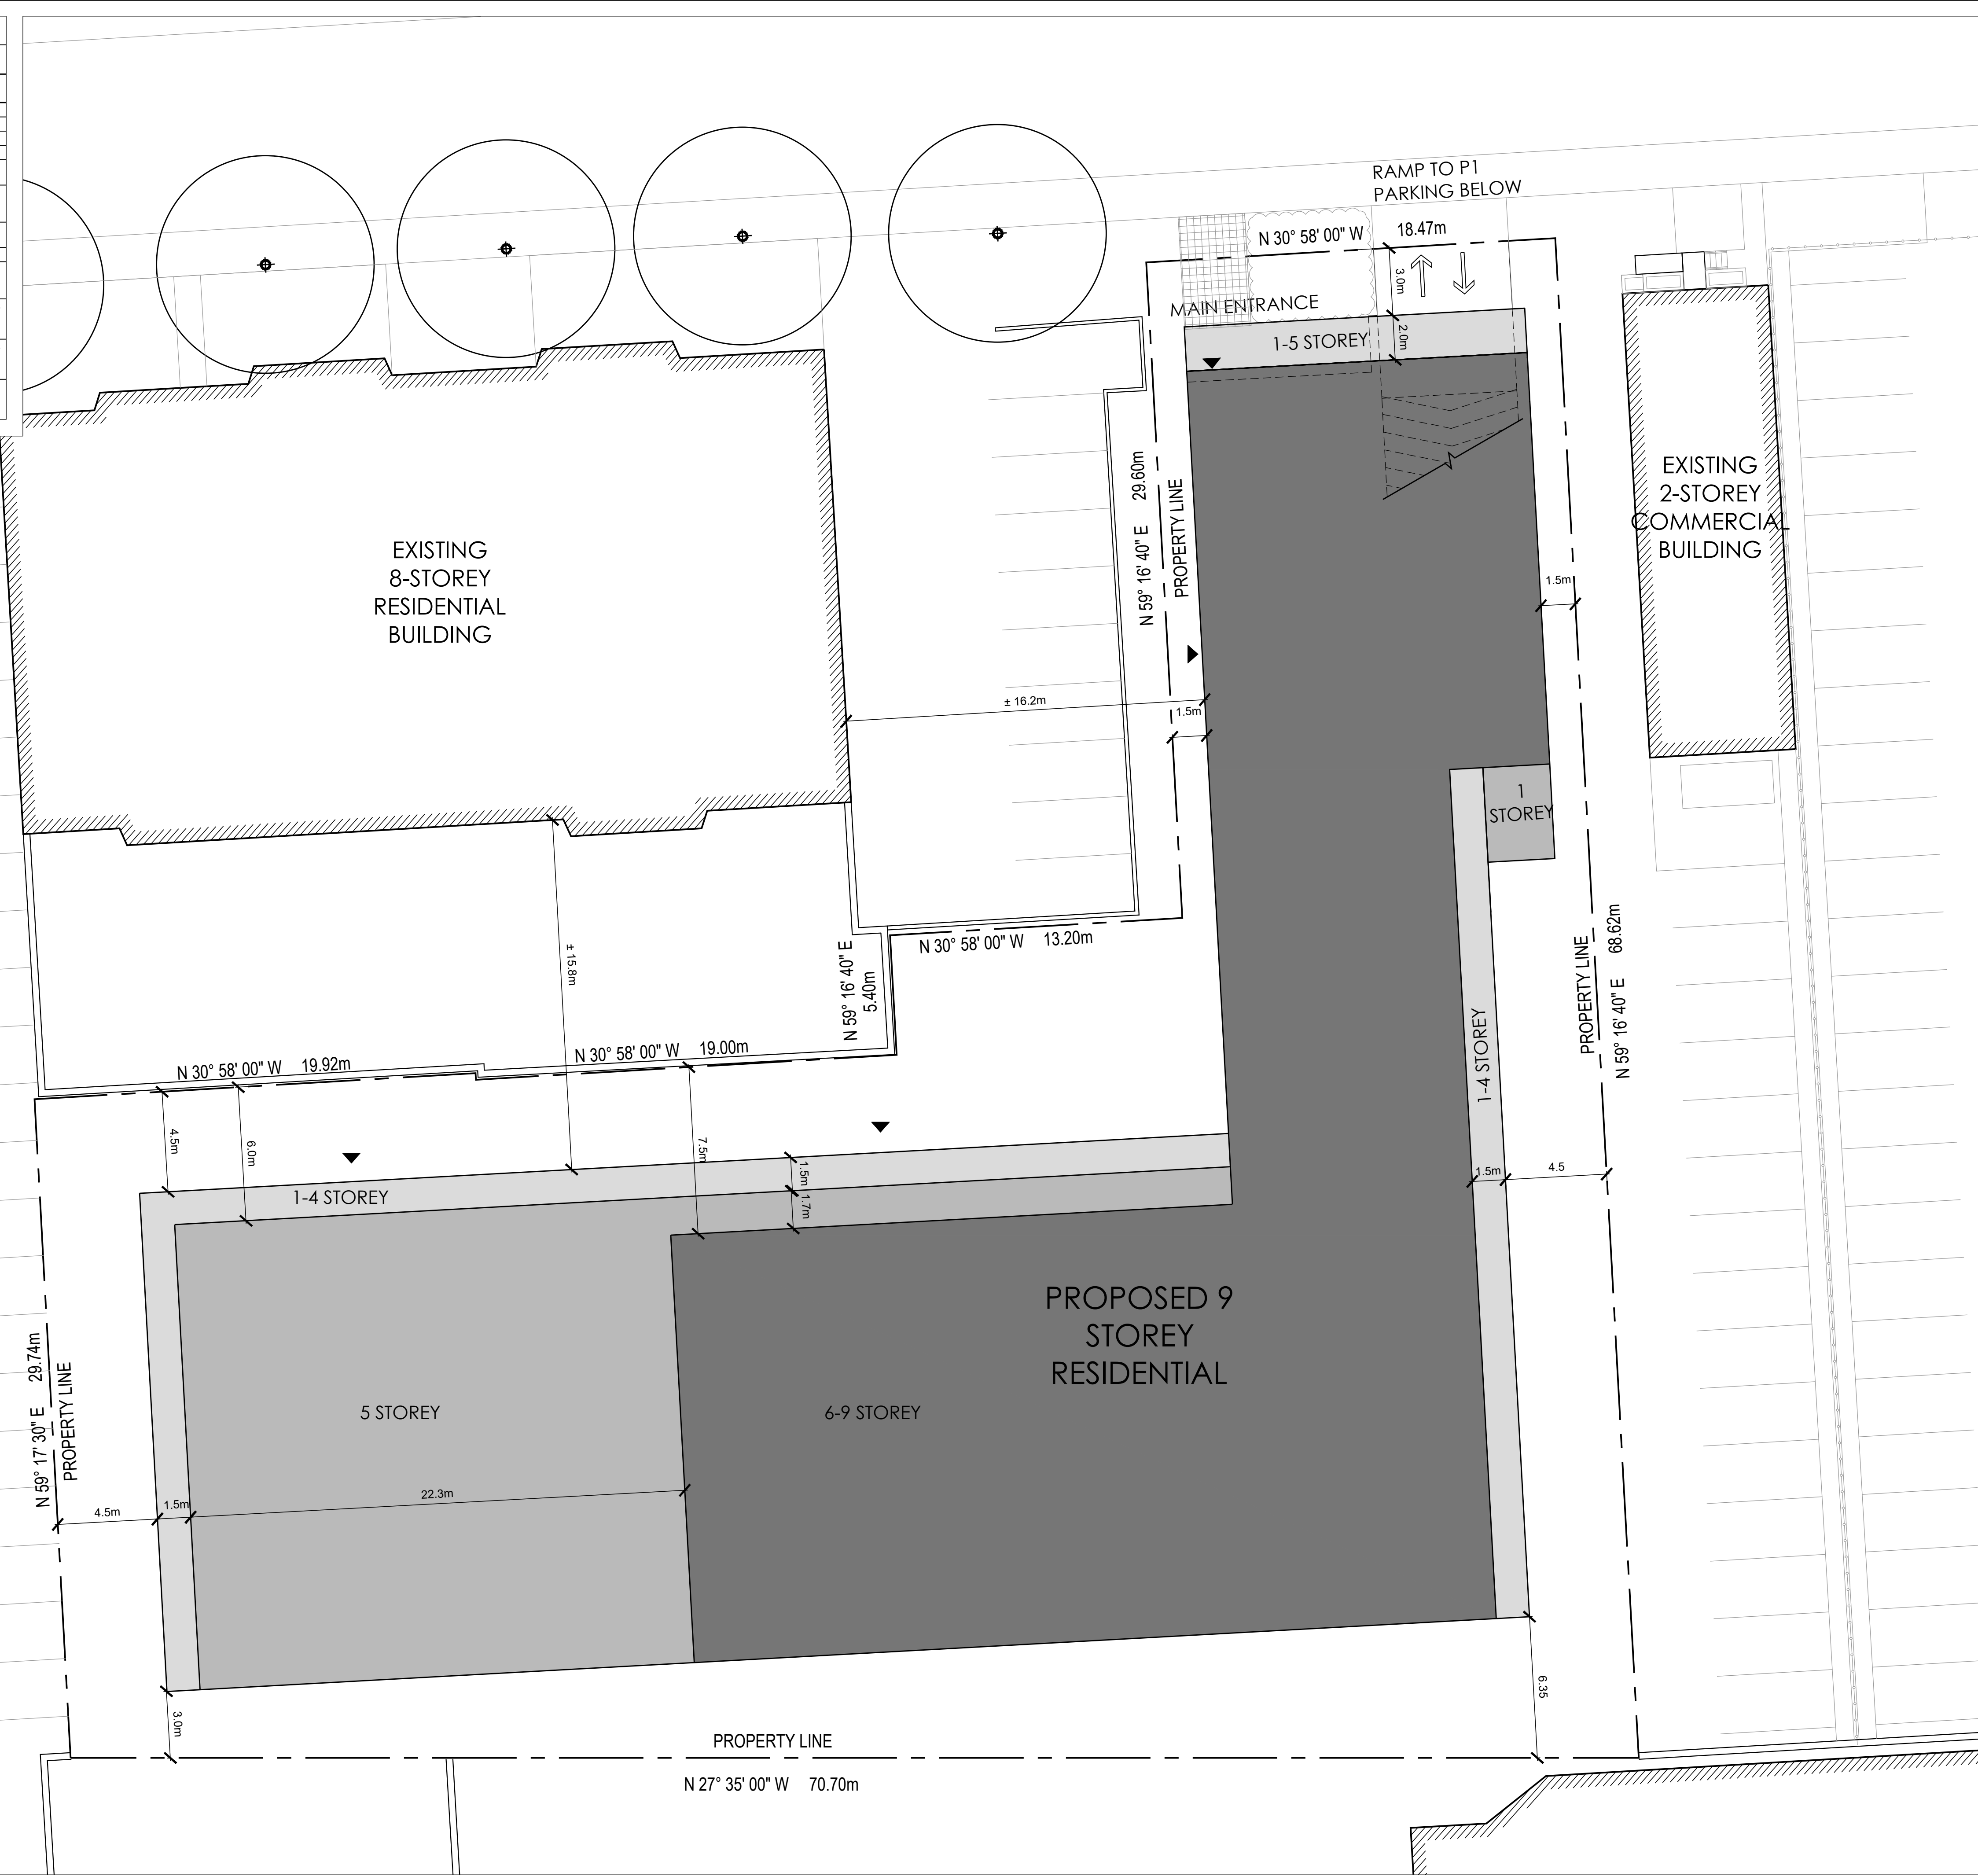 RAMP TO P1
PARKING BELOW
N 30° 58' 00" W 18.47m
3.0m
MAIN ENTRANCE
1-5 STOREY
2.0m
EXISTING
8-STOREY
RESIDENTIAL
BUILDING
EXISTING
2-STOREY
COMMERCIAL
BUILDING
N 59° 16' 40" E 29.60m
PROPERTY LINE
1.5m
± 16.2m
1.5m
1
STOREY
± 15.8m
N 59° 16' 40" E
5.40m
N 30° 58' 00" W 13.20m
PROPERTY LINE
N 59° 16' 40" E 68.62m
1-4 STOREY
N 30° 58' 00" W 19.92m
N 30° 58' 00" W 19.00m
4.5m
6.0m
7.5m
1.5m
1.7m
1-4 STOREY
1.5m
4.5
PROPOSED 9
STOREY
RESIDENTIAL
N 59° 17' 30" E 29.74m
PROPERTY LINE
5 STOREY
6-9 STOREY
4.5m
1.5m
22.3m
3.0m
6.35
PROPERTY LINE
N 27° 35' 00" W 70.70m